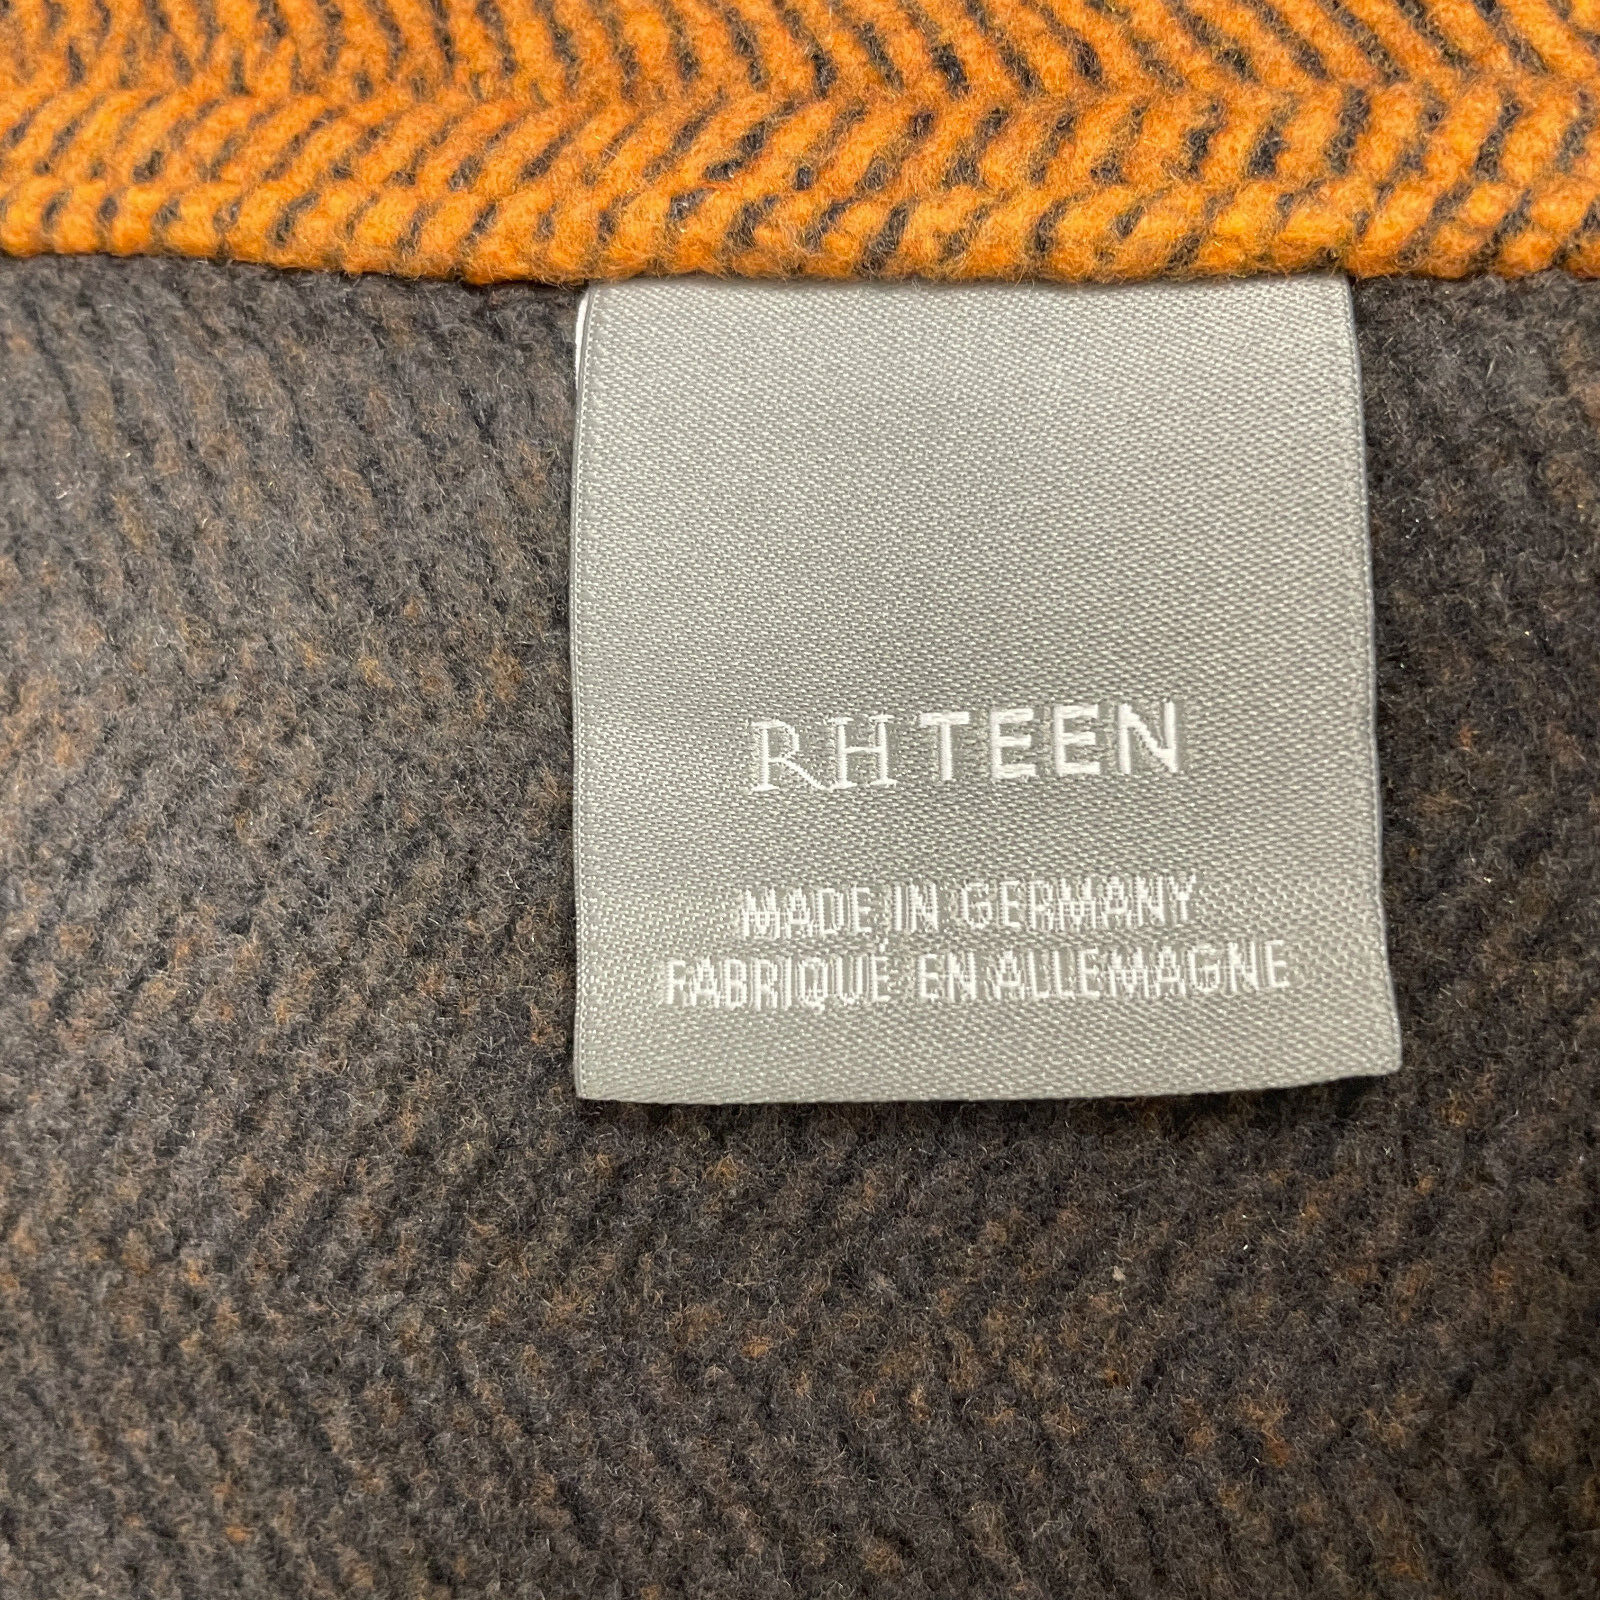 RH TEEN
MADE IN GERMANY
FABRIQUÉ EN ALLEMAGNE